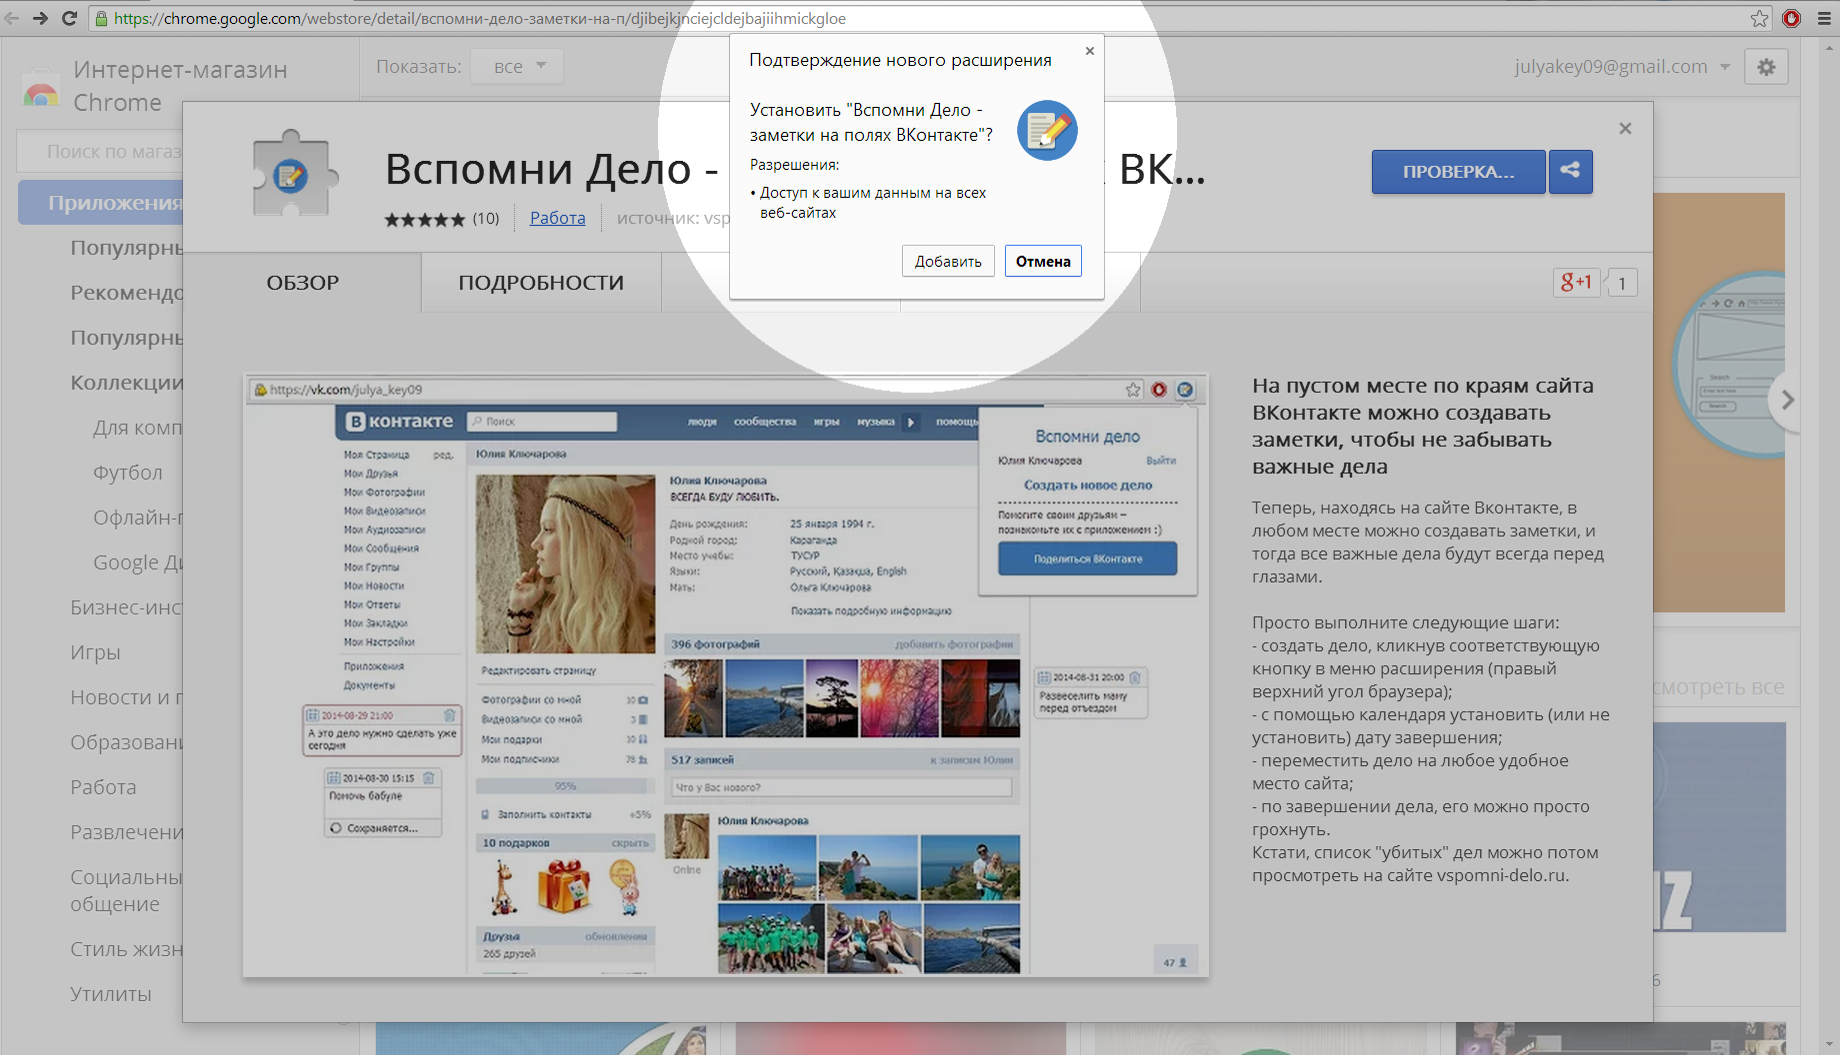 https://chrome.google.com/webstore/detail/вспомни-дело-заметки-на-п/djibejkjnciejcldejbajiihmickgloe
Интернет-магазин
Chrome
Показать:
все
julyakey09@gmail.com
Подтверждение нового расширения
Установить "Вспомни Дело -
заметки на полях ВКонтакте"?
Разрешения:
• Доступ к вашим данным на всех
веб-сайтах
Добавить
Отмена
Поиск по мага
Приложения
Популярн
Рекомендо
Популярн
Коллекции
Для комп
Футбол
Офлайн-
Google Ди
Бизнес-инс
Игры
Новости и
Образовани
Работа
Развлечени
Социальны
общение
Стиль жизн
Утилиты
Вспомни Дело -
ВК...
(10)
Работа
источник: vsp
ПРОВЕРКА...
ОБЗОР
ПОДРОБНОСТИ
g+1
1
https://vk.com/julya_key09
В контакте
Поиск
люди
сообщества
игры
музыка
помощь
Моя Страница
ред.
Мои Друзья
Мои Фотографии
Мои Видеозаписи
Мои Аудиозаписи
Мои Сообщения
Мои Группы
Мои Новости
Мои Ответы
Мои Закладки
Мои Настройки
Приложения
Документы
2014-08-29 21:00
А это дело нужно сделать уже
сегодня
2014-08-30 15:15
Помочь бабуле
Сохраняется...
Юлия Ключарова
Редактировать страницу
Фотографии со мной
10
Видеозаписи со мной
3
Мои подарки
10
Мои подписчики
78
95%
Заполнить контакты
+5%
10 подарков
скрыть
Друзья
обновления
265 друзей
Юлия Ключарова
ВСЕГДА БУДУ ЛЮБИТЬ.
День рождения:
25 января 1994 г.
Родной город:
Караганда
Место учебы:
ТУСУР
Языки:
Русский, Қазақша, English
Мать:
Ольга Ключарова
Показать подробную информацию
396 фотографий
добавить фотографии
517 записей
к записям Юлии
Что у Вас нового?
Юлия Ключарова
Online
Вспомни дело
Юлия Ключарова
Выйти
Создать новое дело
Помогите своим друзьям -
познакомьте их с приложением :)
Поделиться ВКонтакте
2014-08-31 20:00
Развеселить маму
перед отъездом
47
На пустом месте по краям сайта
ВКонтакте можно создавать
заметки, чтобы не забывать
важные дела
Теперь, находясь на сайте Вконтакте, в
любом месте можно создавать заметки, и
тогда все важные дела будут всегда перед
глазами.
Просто выполните следующие шаги:
- создать дело, кликнув соответствующую
кнопку в меню расширения (правый
верхний угол браузера);
- с помощью календаря установить (или не
установить) дату завершения;
- переместить дело на любое удобное
место сайта;
- по завершении дела, его можно просто
грохнуть.
Кстати, список "убитых" дел можно потом
просмотреть на сайте vspomni-delo.ru.
Search
Search
смотреть все